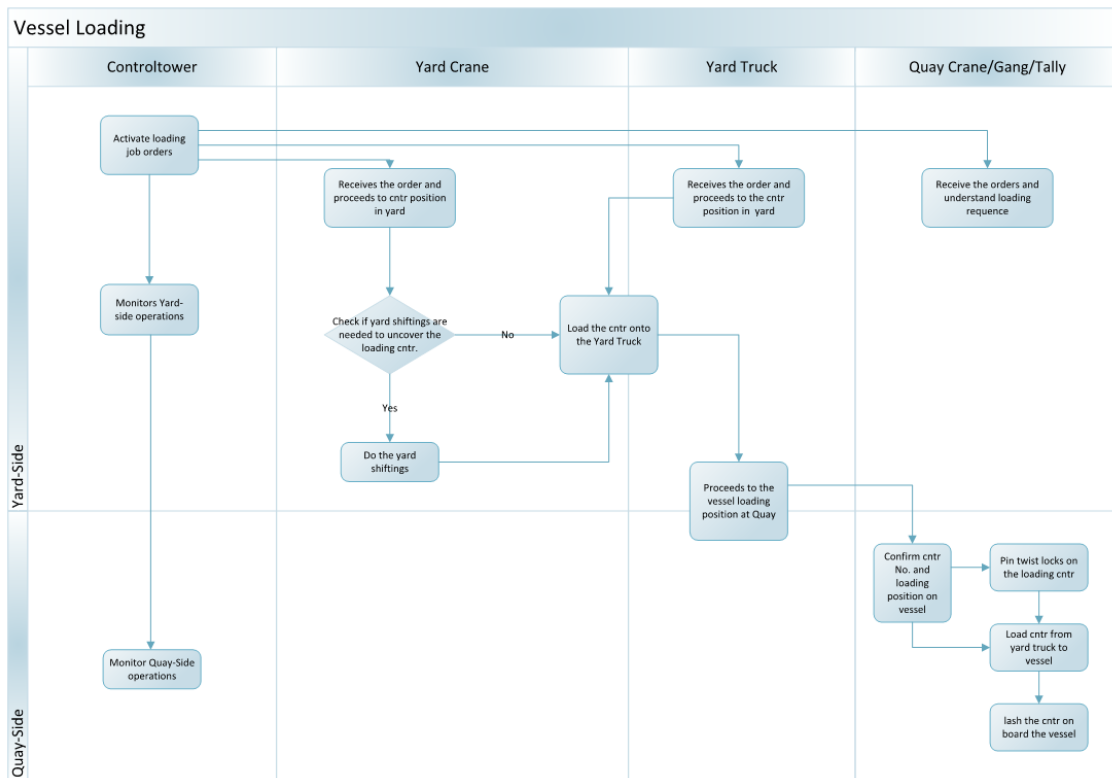 Vessel Loading
Controltower
Yard Crane
Yard Truck
Quay Crane/Gang/Tally
Yard-Side
Activate loading
job orders
Receives the order and
proceeds to cntr position
in yard
Receives the order and
proceeds to the cntr
position in  yard
Receive the orders and
understand loading
requence
Monitors Yard-
side operations
Check if yard shiftings are
needed to uncover the
loading cntr.
No
Load the cntr onto
the Yard Truck
Yes
Do the yard
shiftings
Proceeds to the
vessel loading
position at Quay
Quay-Side
Confirm cntr
No. and
loading
position on
vessel
Pin twist locks on
the loading cntr
Monitor Quay-Side
operations
Load cntr from
yard truck to
vessel
lash the cntr on
board the vessel